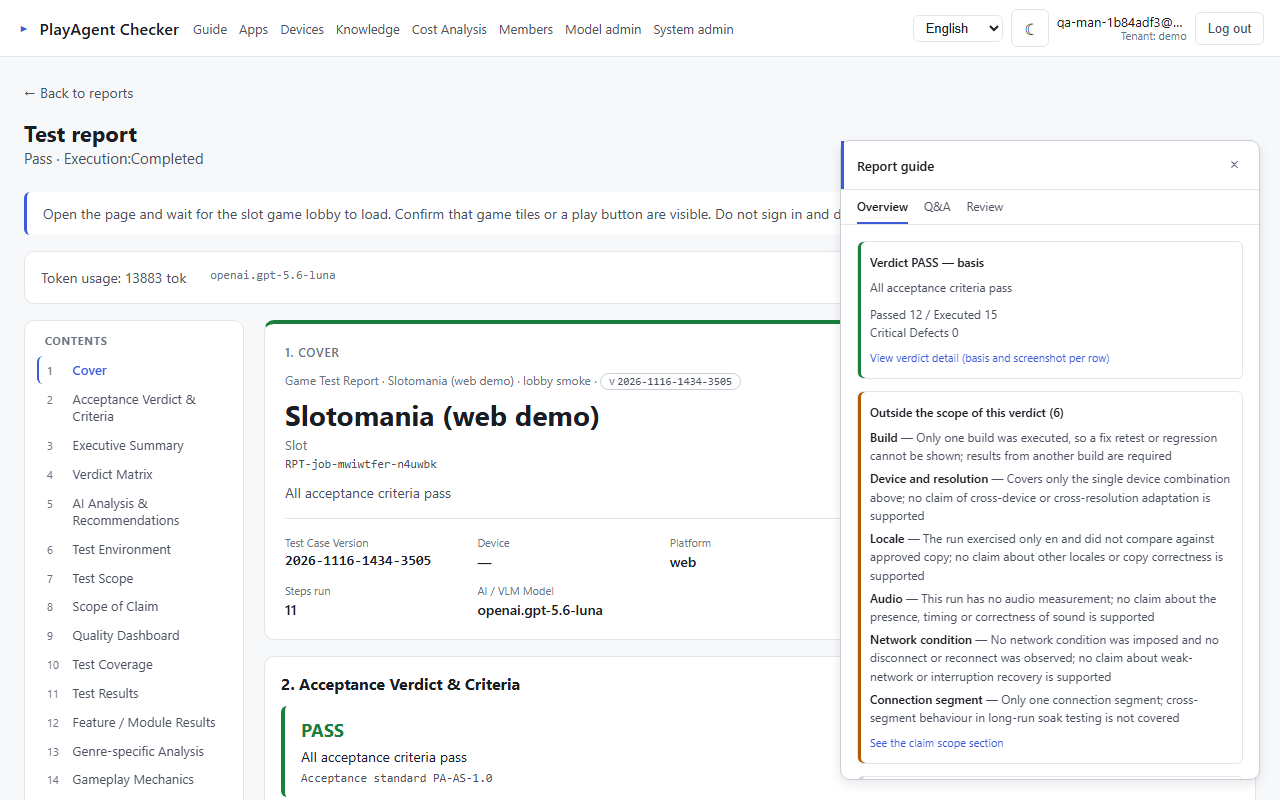 PlayAgent Checker
Guide
Apps
Devices
Knowledge
Cost Analysis
Members
Model admin
System admin
English
qa-man-1b84adf3@...
Tenant: demo
Log out
← Back to reports
Test report
Pass · Execution:Completed
Open the page and wait for the slot game lobby to load. Confirm that game tiles or a play button are visible. Do not sign in and d
Token usage: 13883 tok
openai.gpt-5.6-luna
CONTENTS
1 Cover
2 Acceptance Verdict &
Criteria
3 Executive Summary
4 Verdict Matrix
5 AI Analysis &
Recommendations
6 Test Environment
7 Test Scope
8 Scope of Claim
9 Quality Dashboard
10 Test Coverage
11 Test Results
12 Feature / Module Results
13 Genre-specific Analysis
14 Gameplay Mechanics
1. COVER
Game Test Report · Slotomania (web demo) · lobby smoke · v 2026-1116-1434-3505
Slotomania (web demo)
Slot
RPT-job-mwiwtfer-n4uwbk
All acceptance criteria pass
Test Case Version
2026-1116-1434-3505
Device
—
Platform
web
Steps run
11
AI / VLM Model
openai.gpt-5.6-luna
2. Acceptance Verdict & Criteria
PASS
All acceptance criteria pass
Acceptance standard PA-AS-1.0
Report guide
×
Overview
Q&A
Review
Verdict PASS — basis
All acceptance criteria pass
Passed 12 / Executed 15
Critical Defects 0
View verdict detail (basis and screenshot per row)
Outside the scope of this verdict (6)
Build — Only one build was executed, so a fix retest or regression
cannot be shown; results from another build are required
Device and resolution — Covers only the single device combination
above; no claim of cross-device or cross-resolution adaptation is
supported
Locale — The run exercised only en and did not compare against
approved copy; no claim about other locales or copy correctness is
supported
Audio — This run has no audio measurement; no claim about the
presence, timing or correctness of sound is supported
Network condition — No network condition was imposed and no
disconnect or reconnect was observed; no claim about weak-
network or interruption recovery is supported
Connection segment — Only one connection segment; cross-
segment behaviour in long-run soak testing is not covered
See the claim scope section